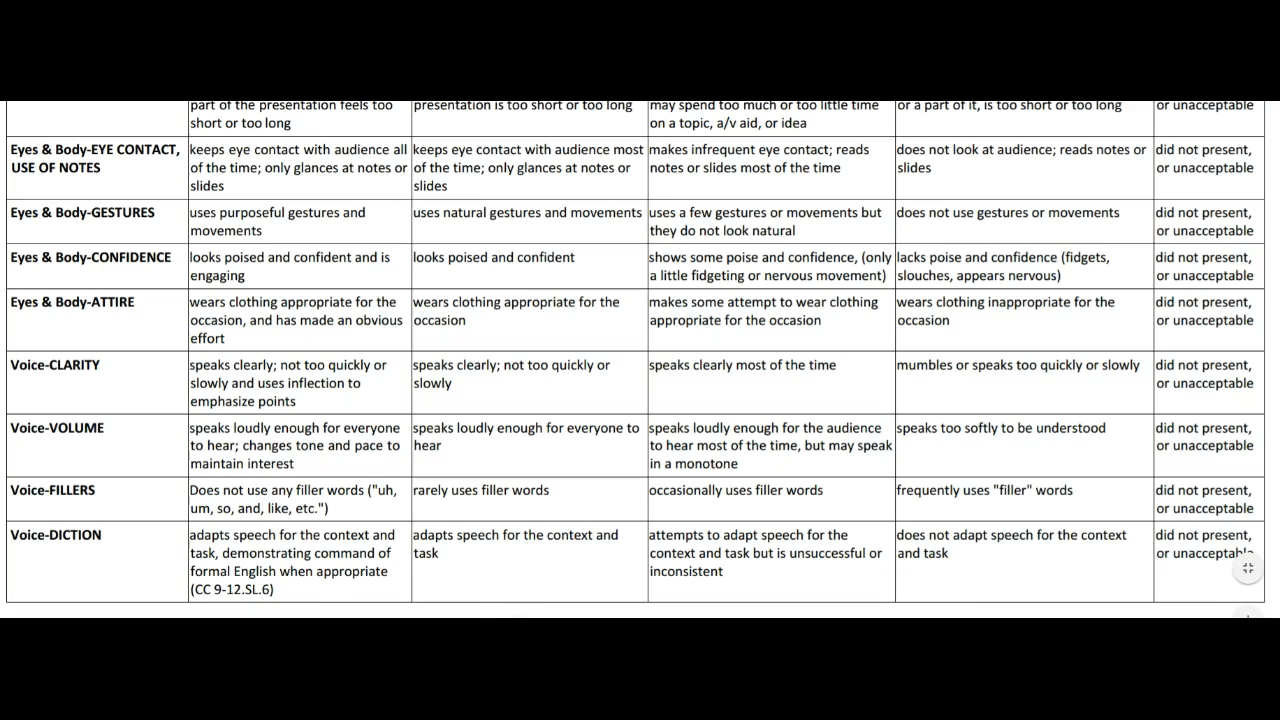 part of the presentation feels too
short or too long
presentation is too short or too long
may spend too much or too little time
on a topic, a/v aid, or idea
or a part of it, is too short or too long
or unacceptable
Eyes & Body-EYE CONTACT,
USE OF NOTES
keeps eye contact with audience all
of the time; only glances at notes or
slides
keeps eye contact with audience most
of the time; only glances at notes or
slides
makes infrequent eye contact; reads
notes or slides most of the time
does not look at audience; reads notes or
slides
did not present,
or unacceptable
Eyes & Body-GESTURES
uses purposeful gestures and
movements
uses natural gestures and movements
uses a few gestures or movements but
they do not look natural
does not use gestures or movements
did not present,
or unacceptable
Eyes & Body-CONFIDENCE
looks poised and confident and is
engaging
looks poised and confident
shows some poise and confidence, (only
a little fidgeting or nervous movement)
lacks poise and confidence (fidgets,
slouches, appears nervous)
did not present,
or unacceptable
Eyes & Body-ATTIRE
wears clothing appropriate for the
occasion, and has made an obvious
effort
wears clothing appropriate for the
occasion
makes some attempt to wear clothing
appropriate for the occasion
wears clothing inappropriate for the
occasion
did not present,
or unacceptable
Voice-CLARITY
speaks clearly; not too quickly or
slowly and uses inflection to
emphasize points
speaks clearly; not too quickly or
slowly
speaks clearly most of the time
mumbles or speaks too quickly or slowly
did not present,
or unacceptable
Voice-VOLUME
speaks loudly enough for everyone
to hear; changes tone and pace to
maintain interest
speaks loudly enough for everyone to
hear
speaks loudly enough for the audience
to hear most of the time, but may speak
in a monotone
speaks too softly to be understood
did not present,
or unacceptable
Voice-FILLERS
Does not use any filler words ("uh,
um, so, and, like, etc.")
rarely uses filler words
occasionally uses filler words
frequently uses "filler" words
did not present,
or unacceptable
Voice-DICTION
adapts speech for the context and
task, demonstrating command of
formal English when appropriate
(CC 9-12.SL.6)
adapts speech for the context and
task
attempts to adapt speech for the
context and task but is unsuccessful or
inconsistent
does not adapt speech for the context
and task
did not present,
or unacceptable